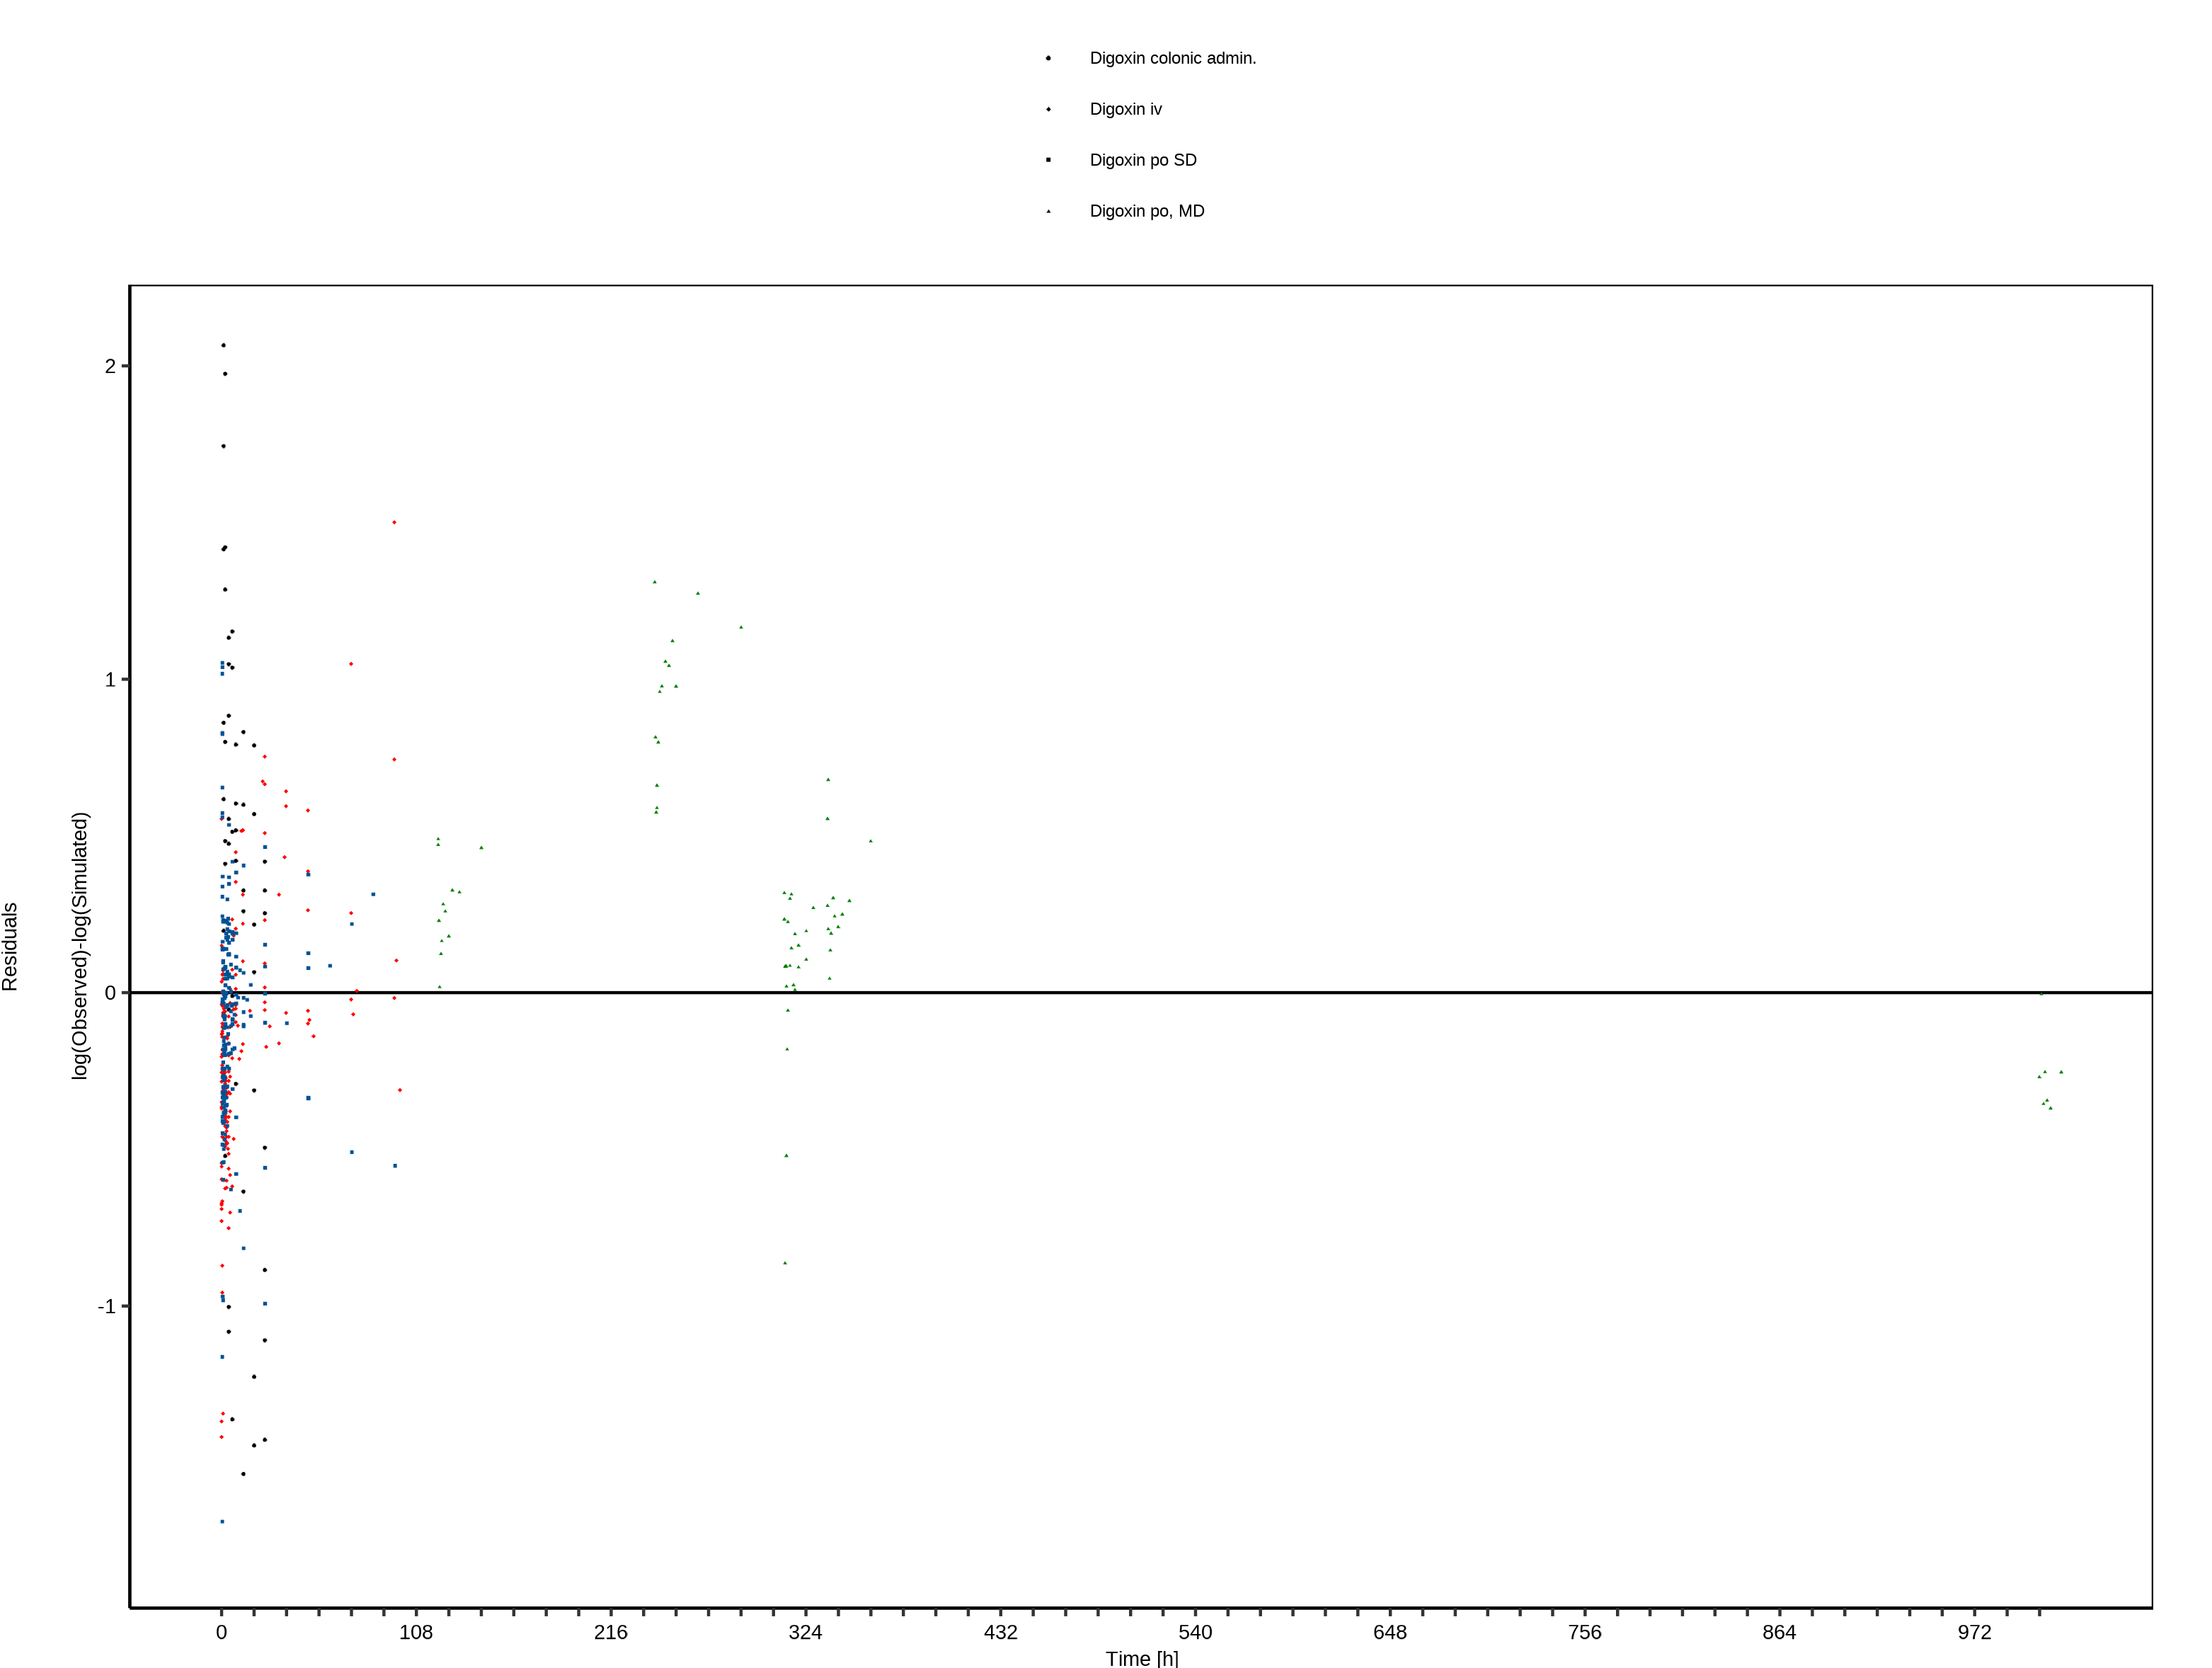 Digoxin colonic admin.
Digoxin iv
Digoxin po SD
Digoxin po, MD
Residuals
log(Observed)-log(Simulated)
2
1
0
-1
0 108 216 324 432 540 648 756 864 972
Time [h]